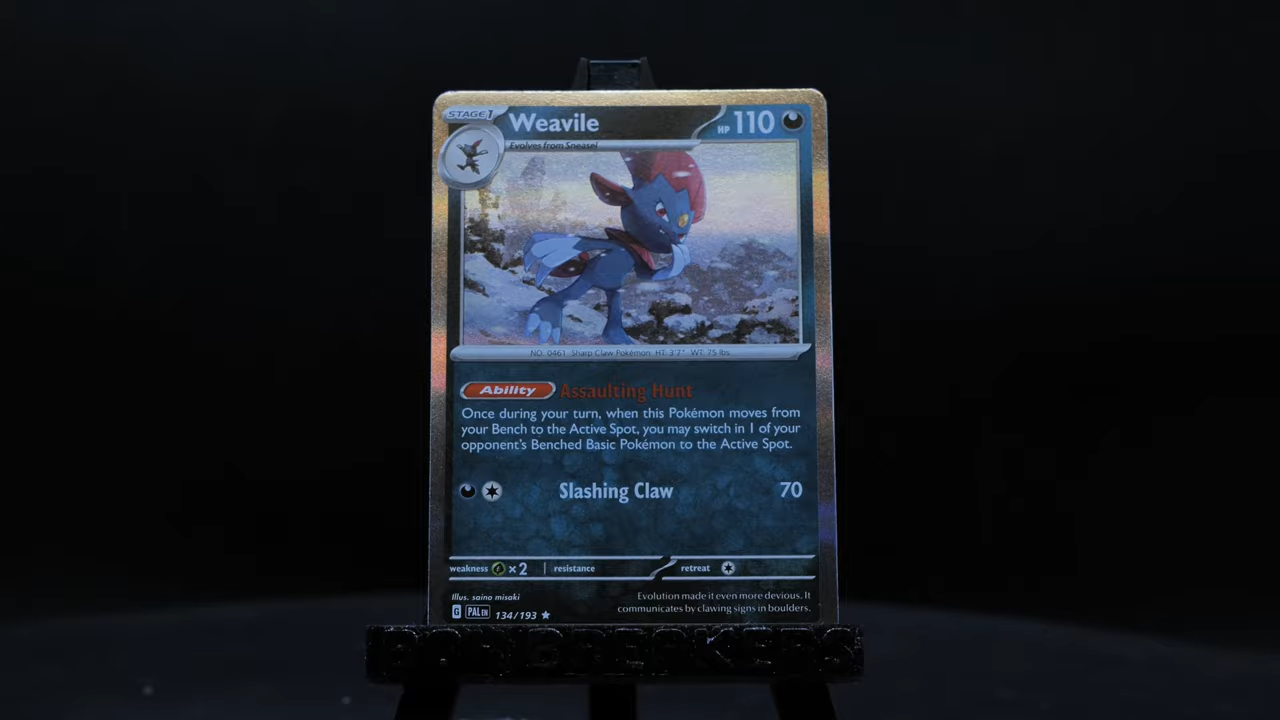 STAGE1 Weavile HP 110
Evolves from Sneasel
NO. 0461 Sharp Claw Pokémon HT: 3'7" WT: 75 lbs
Ability Assaulting Hunt
Once during your turn, when this Pokémon moves from
your Bench to the Active Spot, you may switch in 1 of your
opponent's Benched Basic Pokémon to the Active Spot.
Slashing Claw 70
weakness ×2 resistance retreat
Illus. saino misaki
G PAL EN 134/193
Evolution made it even more devious. It
communicates by clawing signs in boulders.